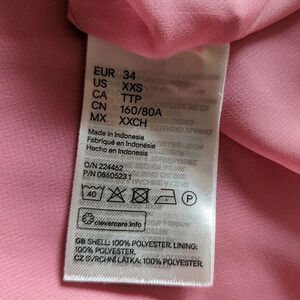 EUR 34
US XXS
CA TTP
CN 160/80A
MX XXCH
Made in Indonesia
Fabriqué en Indonésie
Hecho en Indonesia
O/N 224462
P/N 0860523 1
40
P
clevercare.info
GB SHELL: 100% POLYESTER. LINING:
100% POLYESTER.
CZ SVRCHNÍ LÁTKA: 100% POLYESTER.